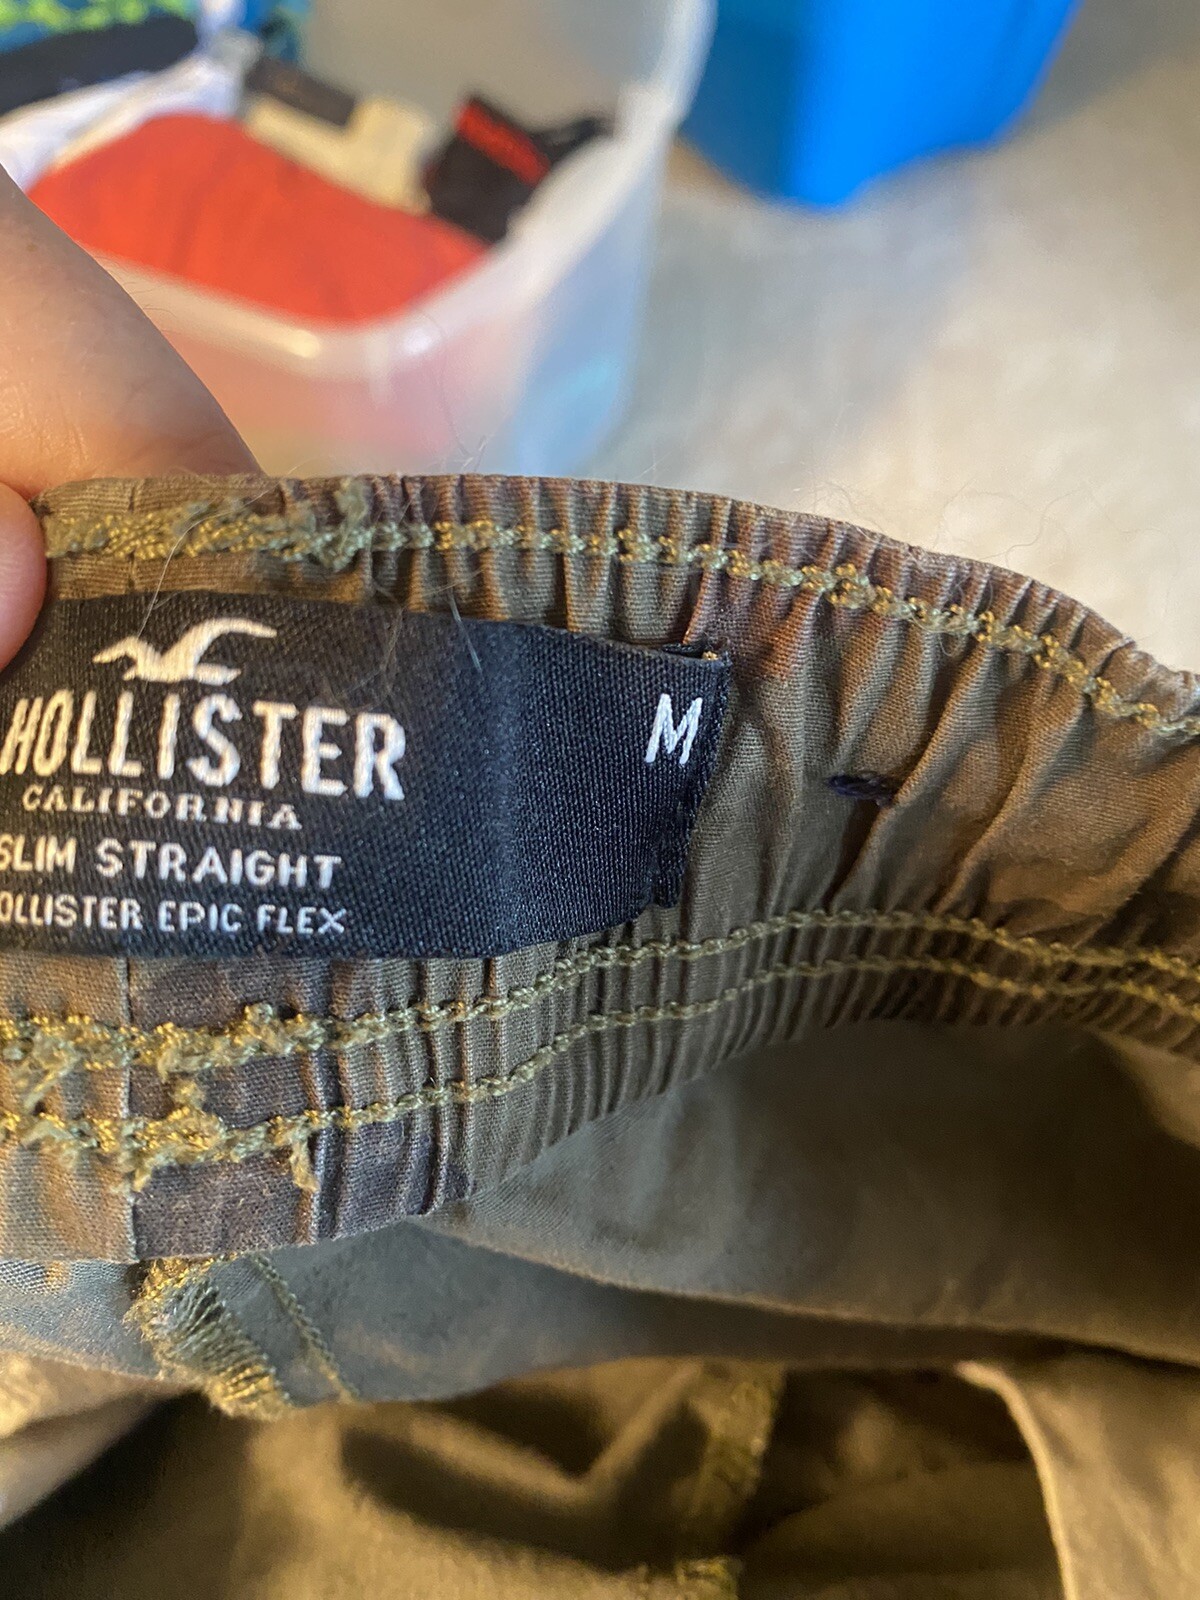 HOLLISTER
CALIFORNIA
SLIM STRAIGHT
OLLISTER EPIC FLEX
M